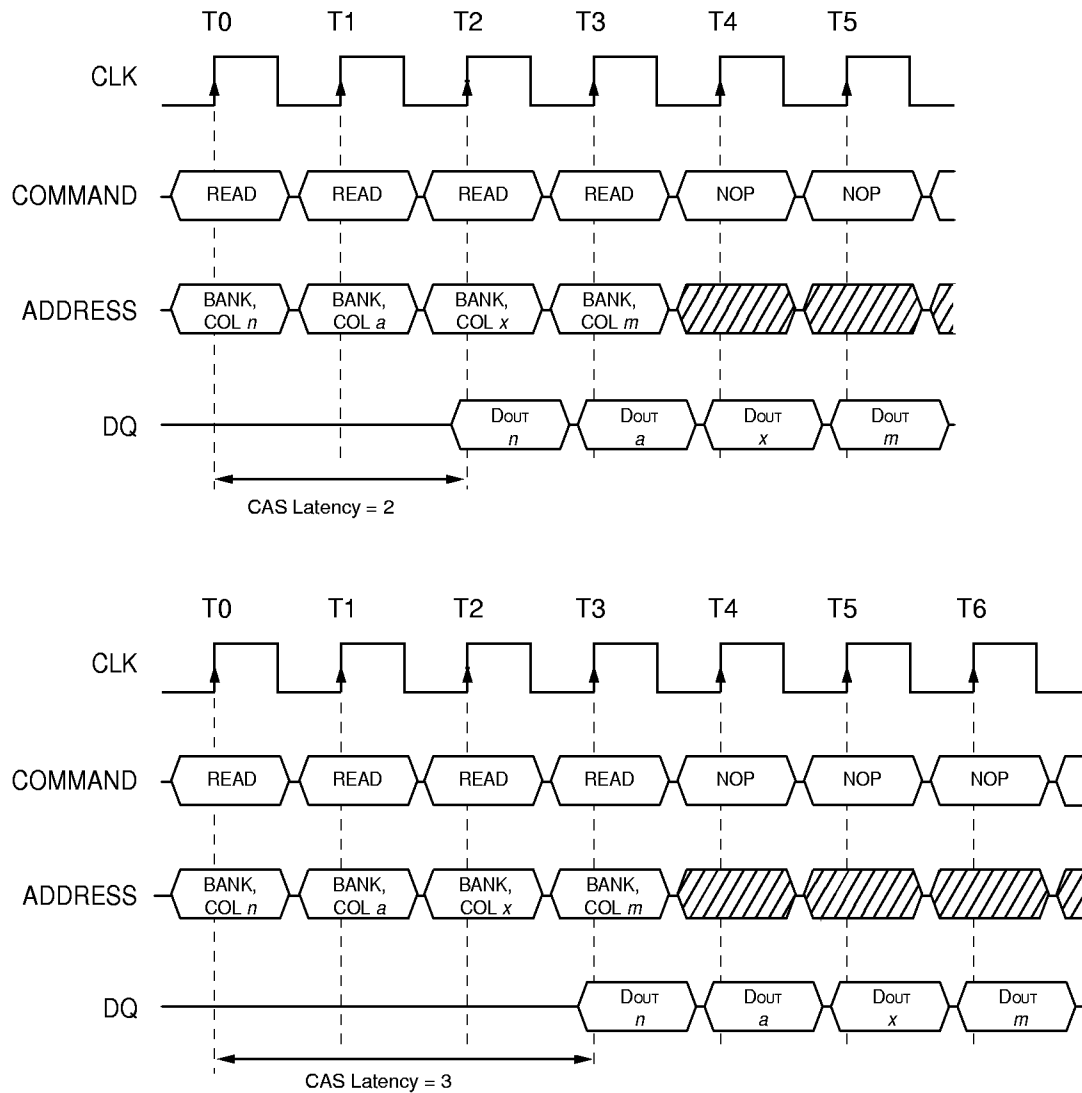 T0 T1 T2 T3 T4 T5
CLK
COMMAND READ READ READ READ NOP NOP
ADDRESS BANK, COL n BANK, COL a BANK, COL x BANK, COL m
DQ DOUT n DOUT a DOUT x DOUT m
CAS Latency = 2
T0 T1 T2 T3 T4 T5 T6
CLK
COMMAND READ READ READ READ NOP NOP NOP
ADDRESS BANK, COL n BANK, COL a BANK, COL x BANK, COL m
DQ DOUT n DOUT a DOUT x DOUT m
CAS Latency = 3